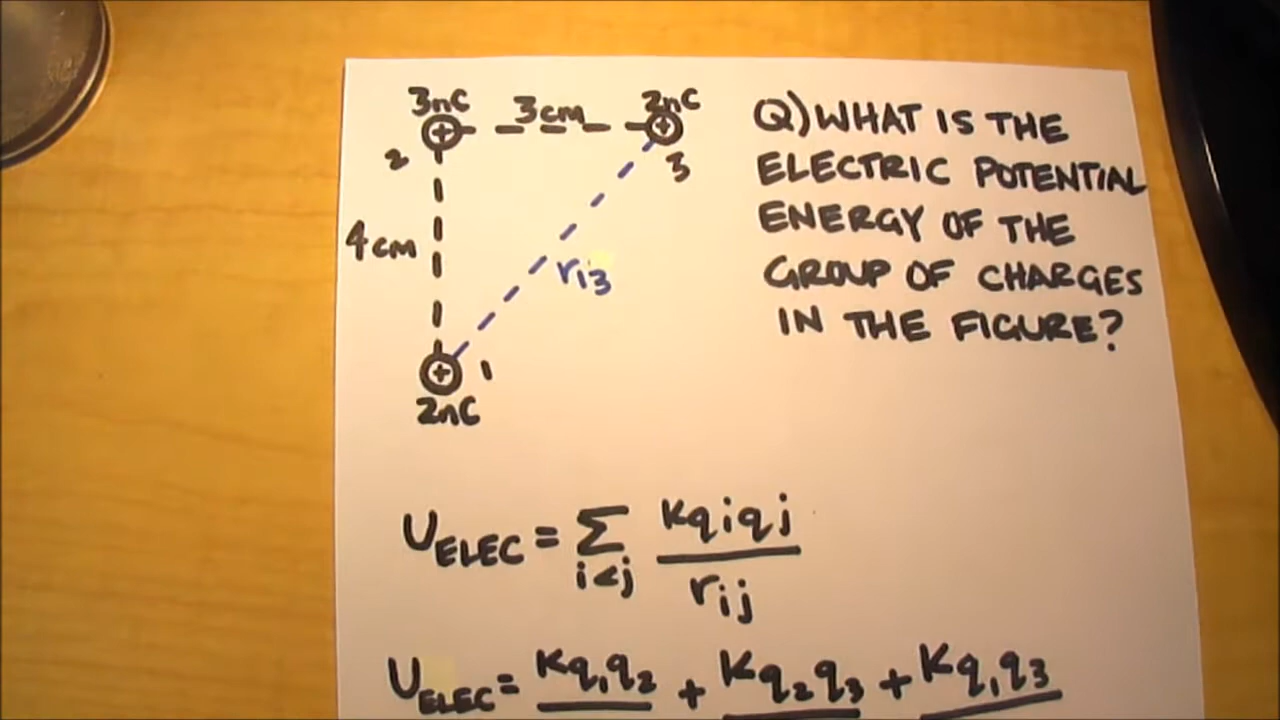 3nC 3cm 2nC
2 3
4cm
r13
1
2nC
Q) WHAT IS THE
ELECTRIC POTENTIAL
ENERGY OF THE
GROUP OF CHARGES
IN THE FIGURE?
UELEC = Σi<j kqiqj / rij
UELEC = kq1q2 + kq2q3 + kq1q3